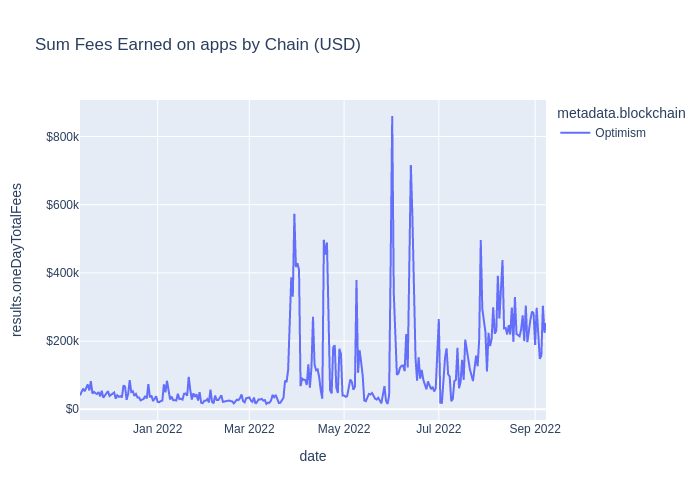 Sum Fees Earned on apps by Chain (USD)
metadata.blockchain
Optimism
$800k
$600k
$400k
$200k
$0
results.oneDayTotalFees
Jan 2022
Mar 2022
May 2022
Jul 2022
Sep 2022
date